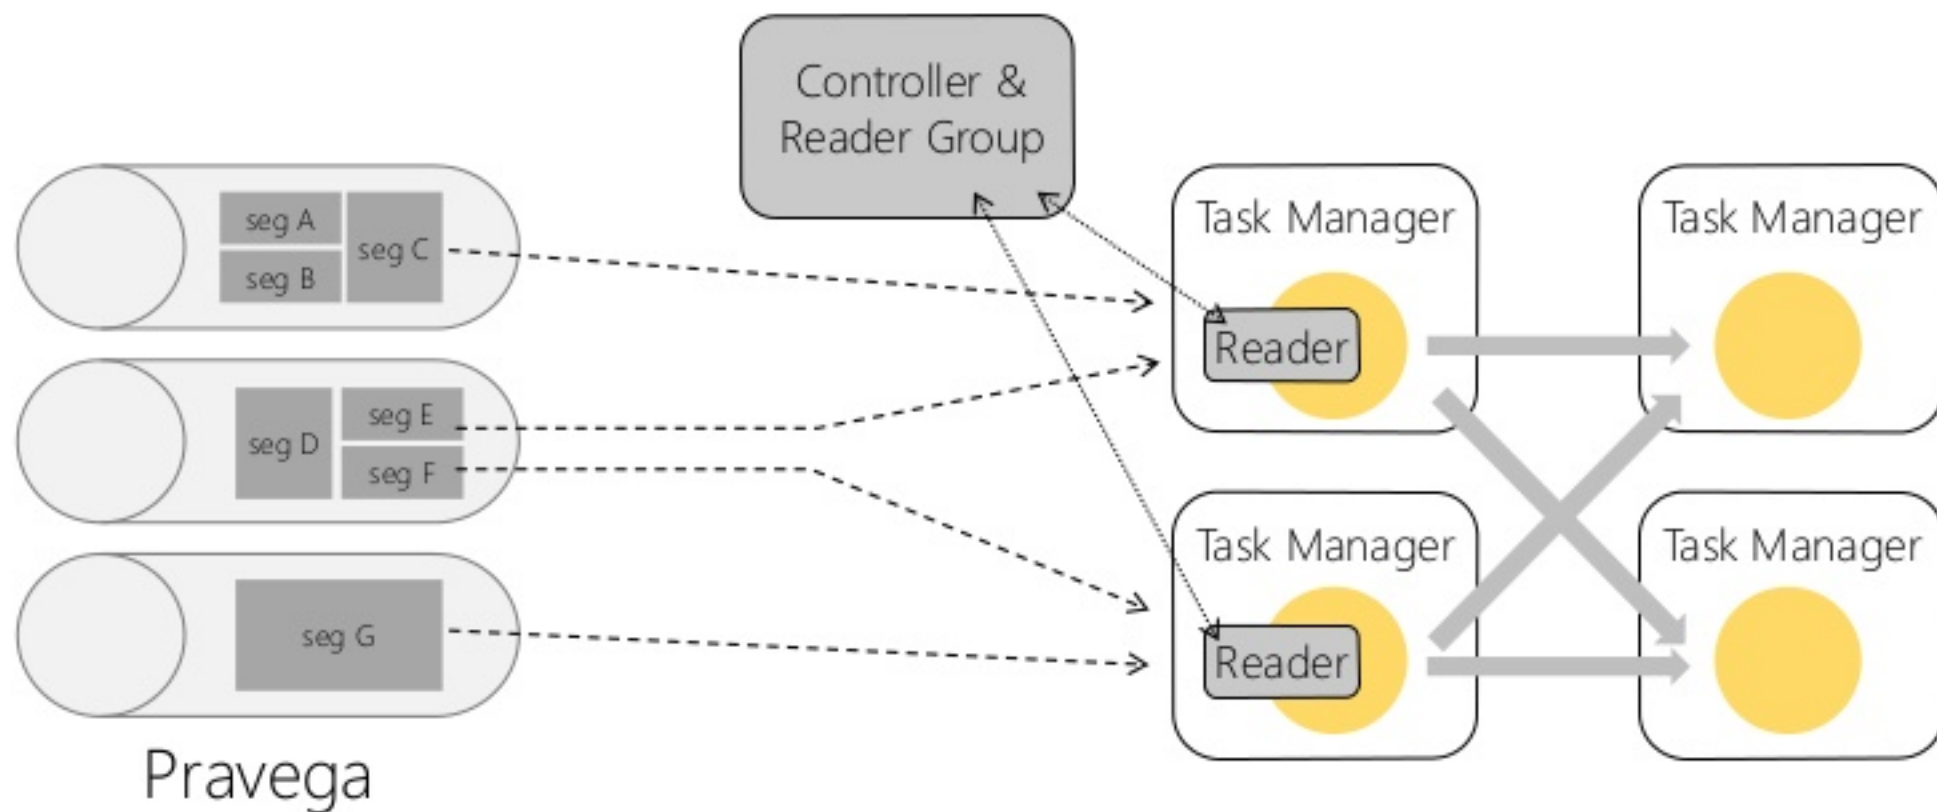 Controller &
Reader Group
seg A
seg B
seg C
seg D
seg E
seg F
seg G
Pravega
Task Manager
Reader
Task Manager
Task Manager
Reader
Task Manager